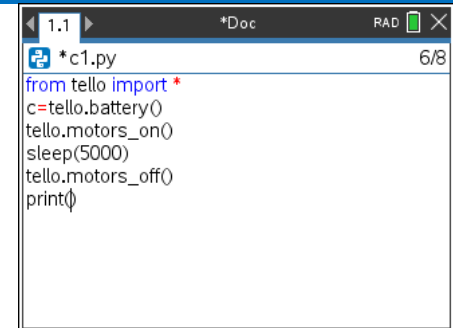 1.1 *Doc RAD
*c1.py 6/8
from tello import *
c=tello.battery()
tello.motors_on()
sleep(5000)
tello.motors_off()
print()